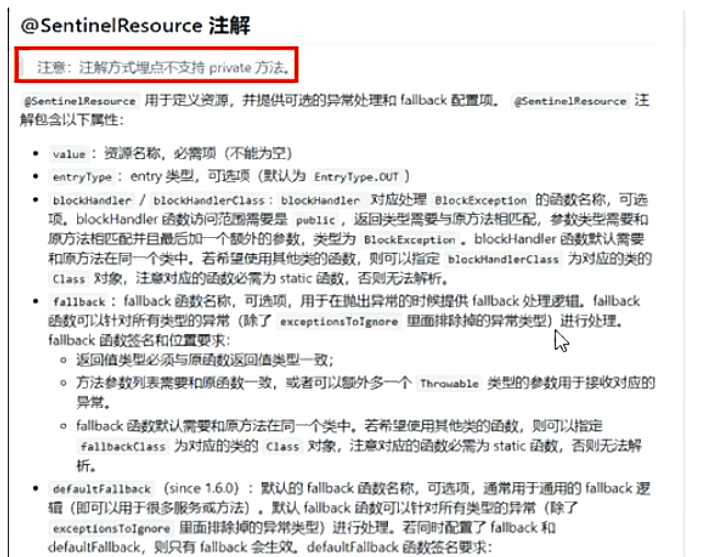 @SentinelResource 注解
注意：注解方式埋点不支持 private 方法。
@SentinelResource 用于定义资源，并提供可选的异常处理和 fallback 配置项。 @SentinelResource 注
解包含以下属性：
• value：资源名称，必需项（不能为空）
• entryType：entry 类型，可选项（默认为 EntryType.OUT）
• blockHandler / blockHandlerClass：blockHandler 对应处理 BlockException 的函数名称，可选
项。blockHandler 函数访问范围需要是 public，返回类型需要与原方法相匹配，参数类型需要和
原方法相匹配并且最后加一个额外的参数，类型为 BlockException。blockHandler 函数默认需要
和原方法在同一个类中。若希望使用其他类的函数，则可以指定 blockHandlerClass 为对应的类的
Class 对象，注意对应的函数必需为 static 函数，否则无法解析。
• fallback：fallback 函数名称，可选项，用于在抛出异常的时候提供 fallback 处理逻辑。fallback
函数可以针对所有类型的异常（除了 exceptionsToIgnore 里面排除掉的异常类型）进行处理。
fallback 函数签名和位置要求：
○ 返回值类型必须与原函数返回值类型一致；
○ 方法参数列表需要和原函数一致，或者可以额外多一个 Throwable 类型的参数用于接收对应的
异常。
○ fallback 函数默认需要和原方法在同一个类中。若希望使用其他类的函数，则可以指定
fallbackClass 为对应的类的 Class 对象，注意对应的函数必需为 static 函数，否则无法解
析。
• defaultFallback（since 1.6.0）：默认的 fallback 函数名称，可选项，通常用于通用的 fallback 逻
辑（即可以用于很多服务或方法）。默认 fallback 函数可以针对所有类型的异常（除了
exceptionsToIgnore 里面排除掉的异常类型）进行处理。若同时配置了 fallback 和
defaultFallback，则只有 fallback 会生效。defaultFallback 函数签名要求：